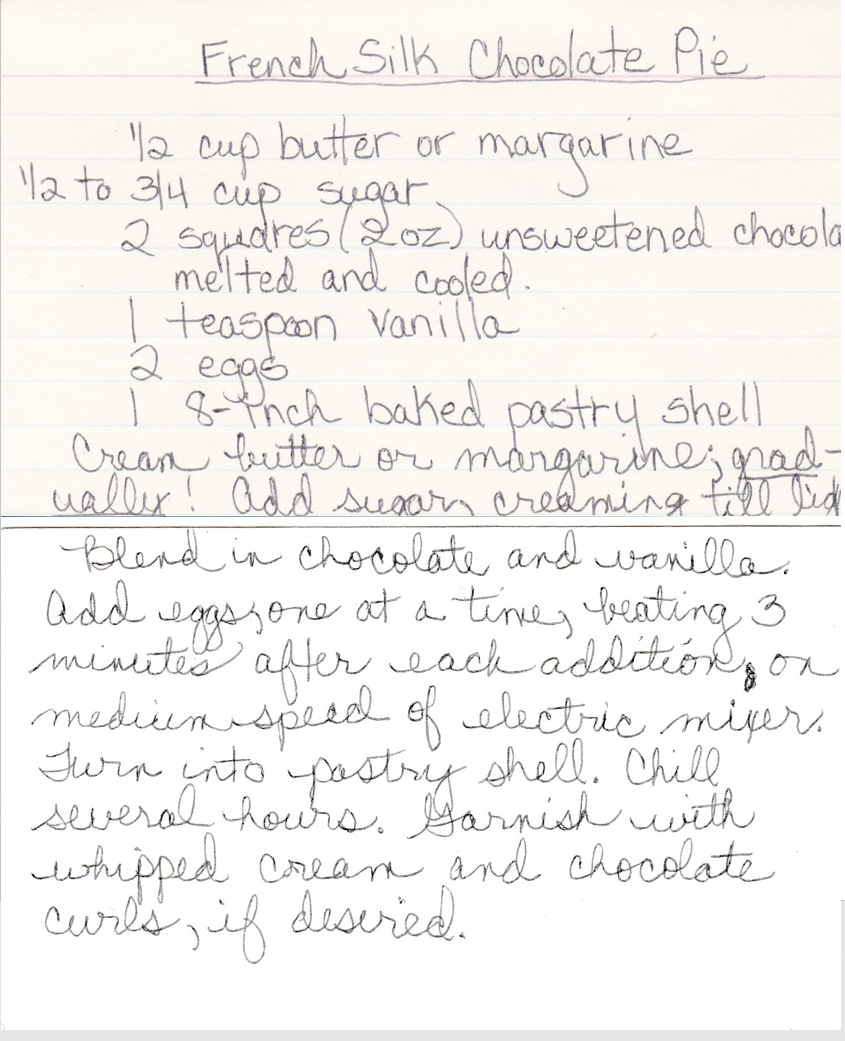 French Silk Chocolate Pie
1/2 cup butter or margarine
1/2 to 3/4 cup sugar
2 squares (2 oz) unsweetened chocola
melted and cooled.
1 teaspoon vanilla
2 eggs
1 8-inch baked pastry shell
Cream butter or margarine; grad-
ually! Add sugar, creaming till
Blend in chocolate and vanilla.
Add eggs, one at a time, beating 3
minutes after each addition, on
medium speed of electric mixer.
Turn into pastry shell. Chill
several hours. Garnish with
whipped cream and chocolate
curls, if desired.